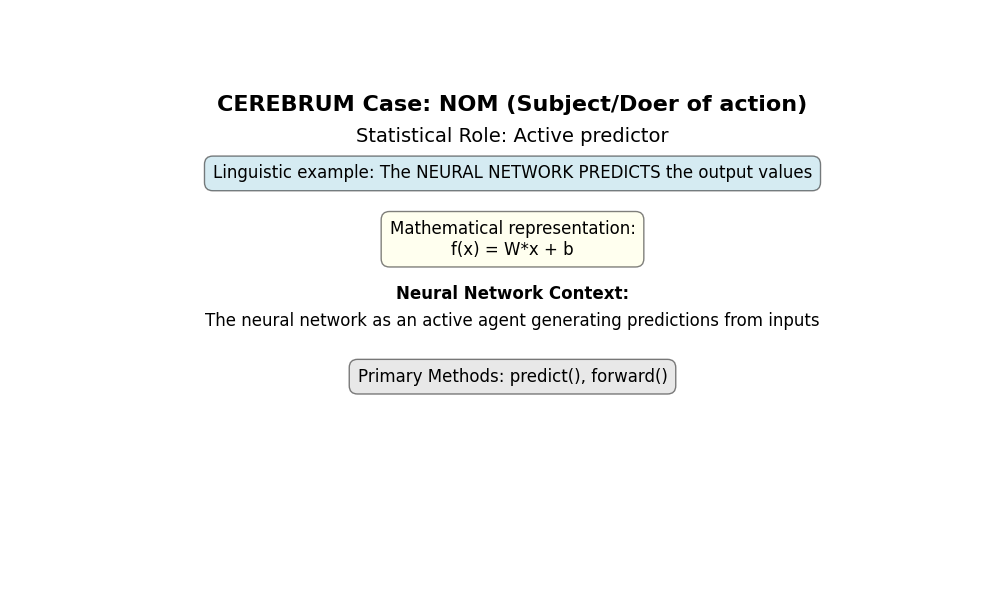 CEREBRUM Case: NOM (Subject/Doer of action)
Statistical Role: Active predictor
Linguistic example: The NEURAL NETWORK PREDICTS the output values
Mathematical representation:
f(x) = W*x + b
Neural Network Context:
The neural network as an active agent generating predictions from inputs
Primary Methods: predict(), forward()